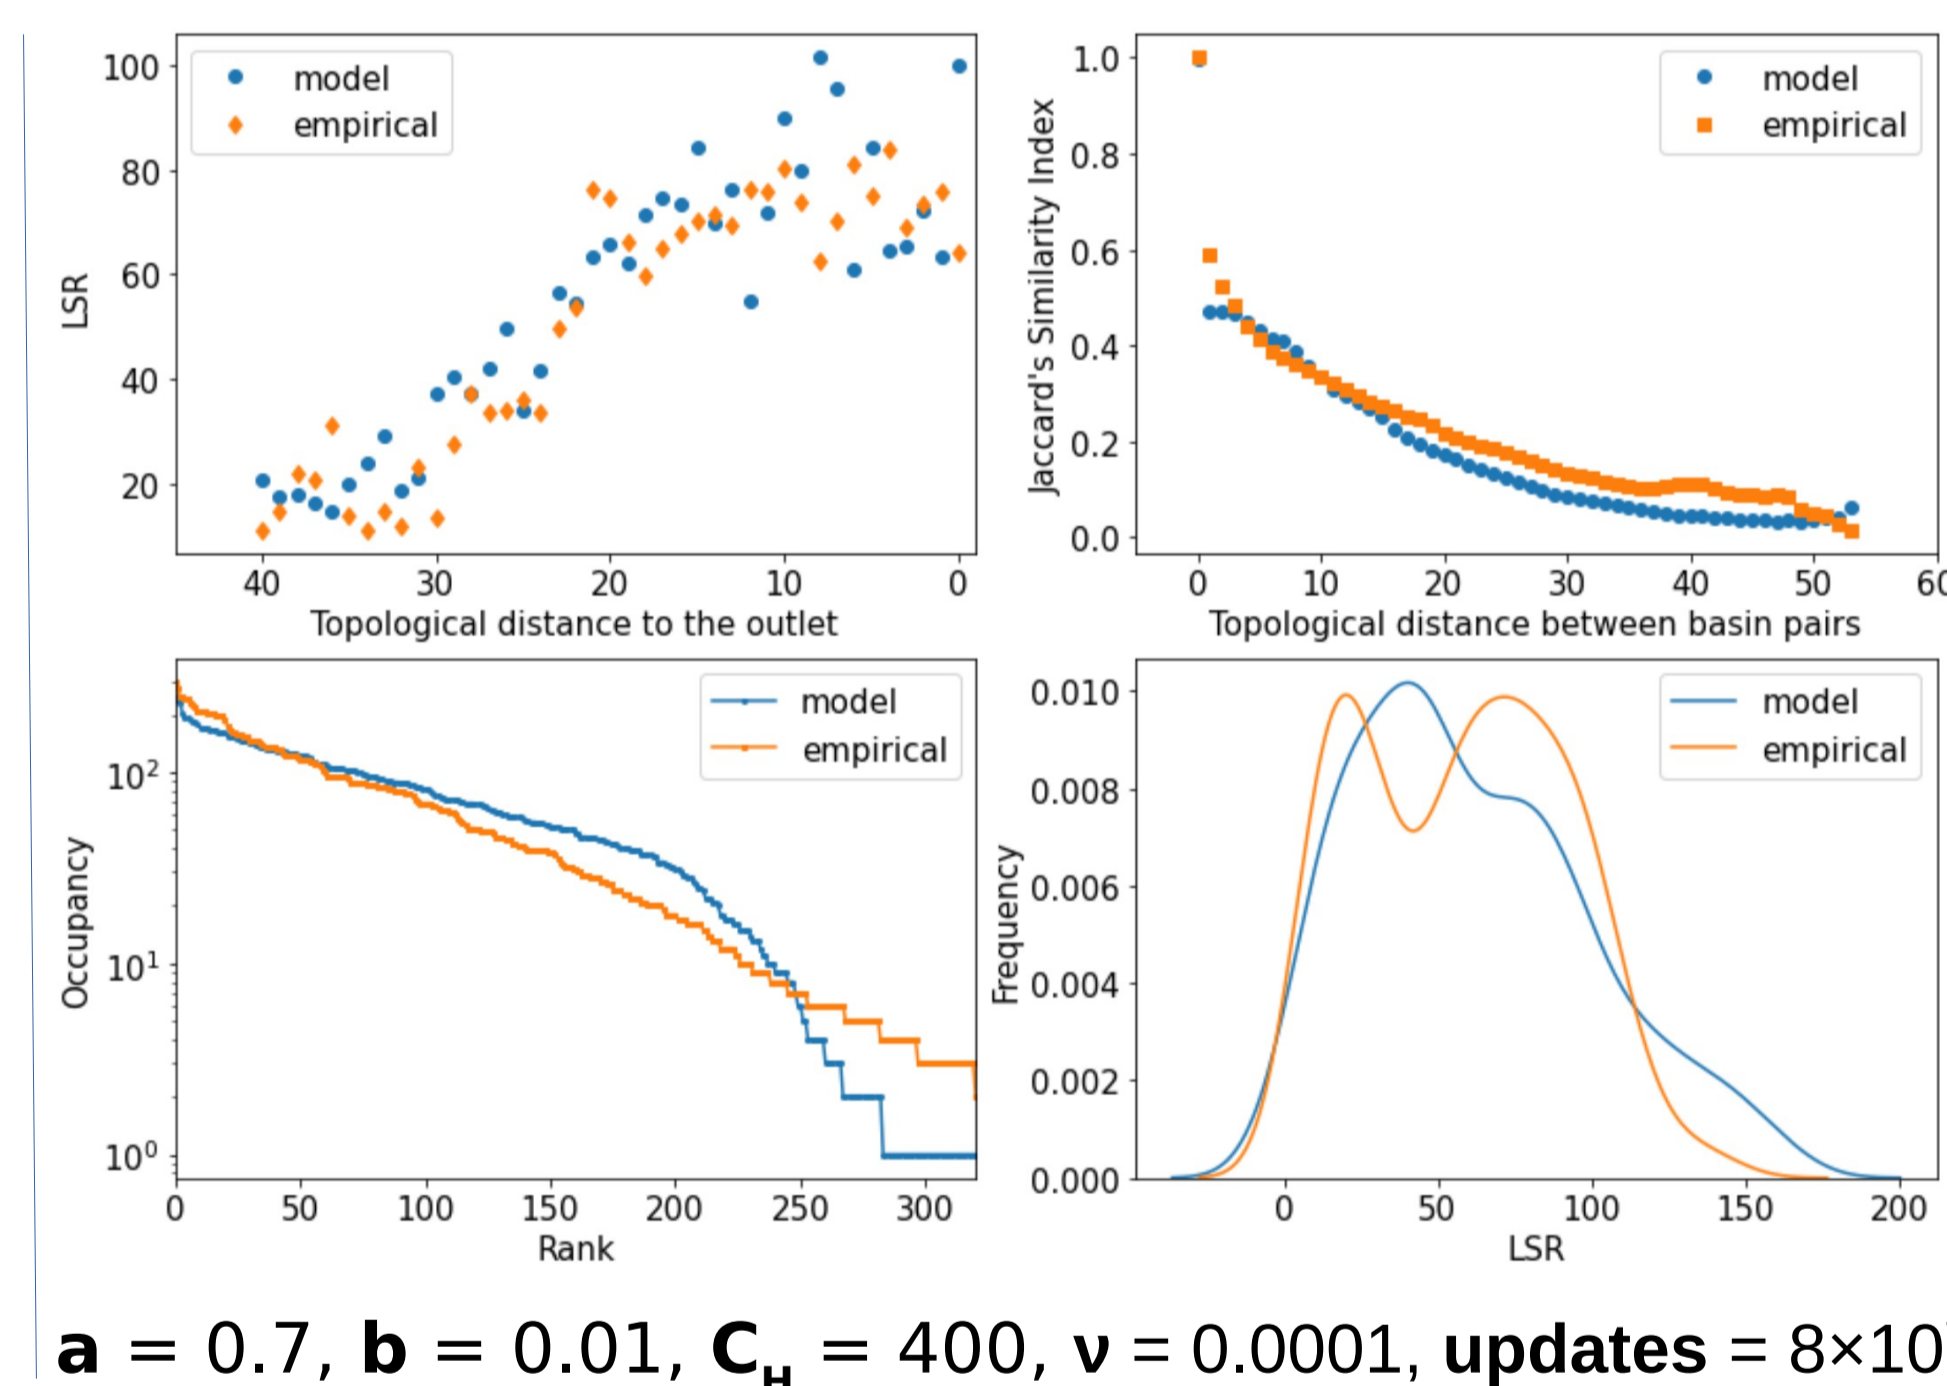 100
80
60
40
20
LSR
model
empirical
40 30 20 10 0
Topological distance to the outlet
1.0
0.8
0.6
0.4
0.2
0.0
Jaccard's Similarity Index
model
empirical
0 10 20 30 40 50
Topological distance between basin pairs
10²
10¹
10⁰
Occupancy
model
empirical
0 50 100 150 200 250 300
Rank
0.010
0.008
0.006
0.004
0.002
0.000
Frequency
model
empirical
0 50 100 150 200
LSR
a = 0.7, b = 0.01, C_H = 400, ν = 0.0001, updates = 8×10